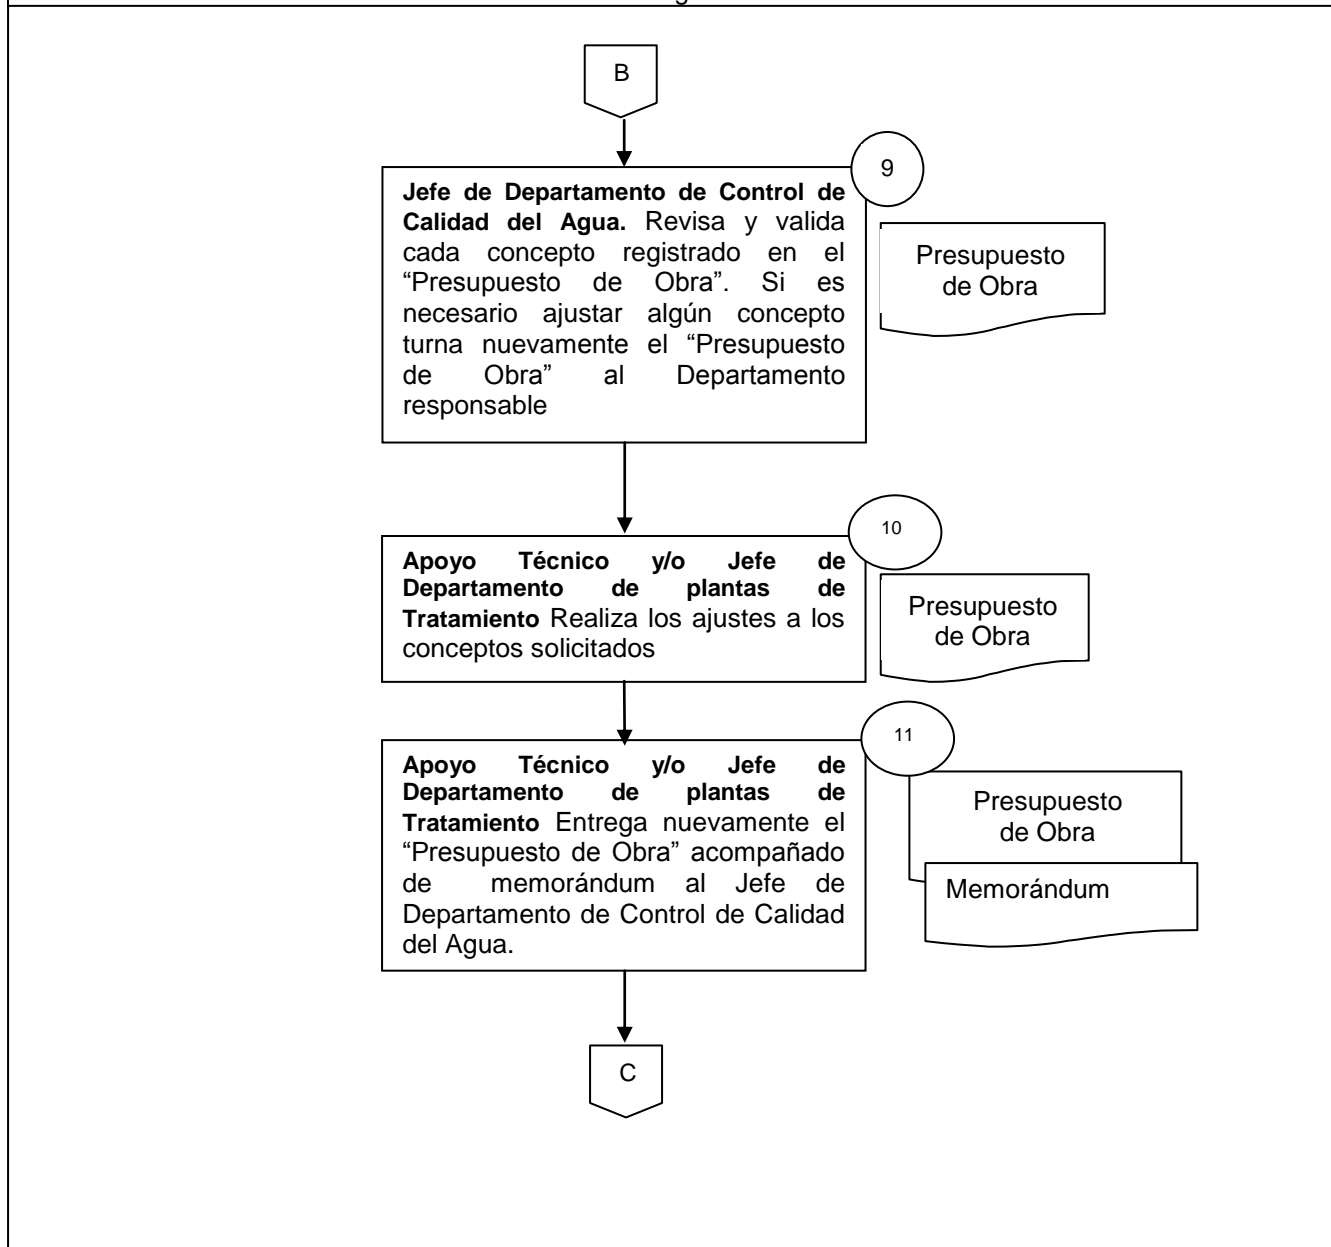 B
9
Jefe de Departamento de Control de
Calidad del Agua. Revisa y valida
cada concepto registrado en el
“Presupuesto de Obra”. Si es
necesario ajustar algún concepto
turna nuevamente el “Presupuesto
de Obra” al Departamento
responsable
Presupuesto
de Obra
10
Apoyo Técnico y/o Jefe de
Departamento de plantas de
Tratamiento Realiza los ajustes a los
conceptos solicitados
Presupuesto
de Obra
11
Apoyo Técnico y/o Jefe de
Departamento de plantas de
Tratamiento Entrega nuevamente el
“Presupuesto de Obra” acompañado
de memorándum al Jefe de
Departamento de Control de Calidad
del Agua.
Presupuesto
de Obra
Memorándum
C